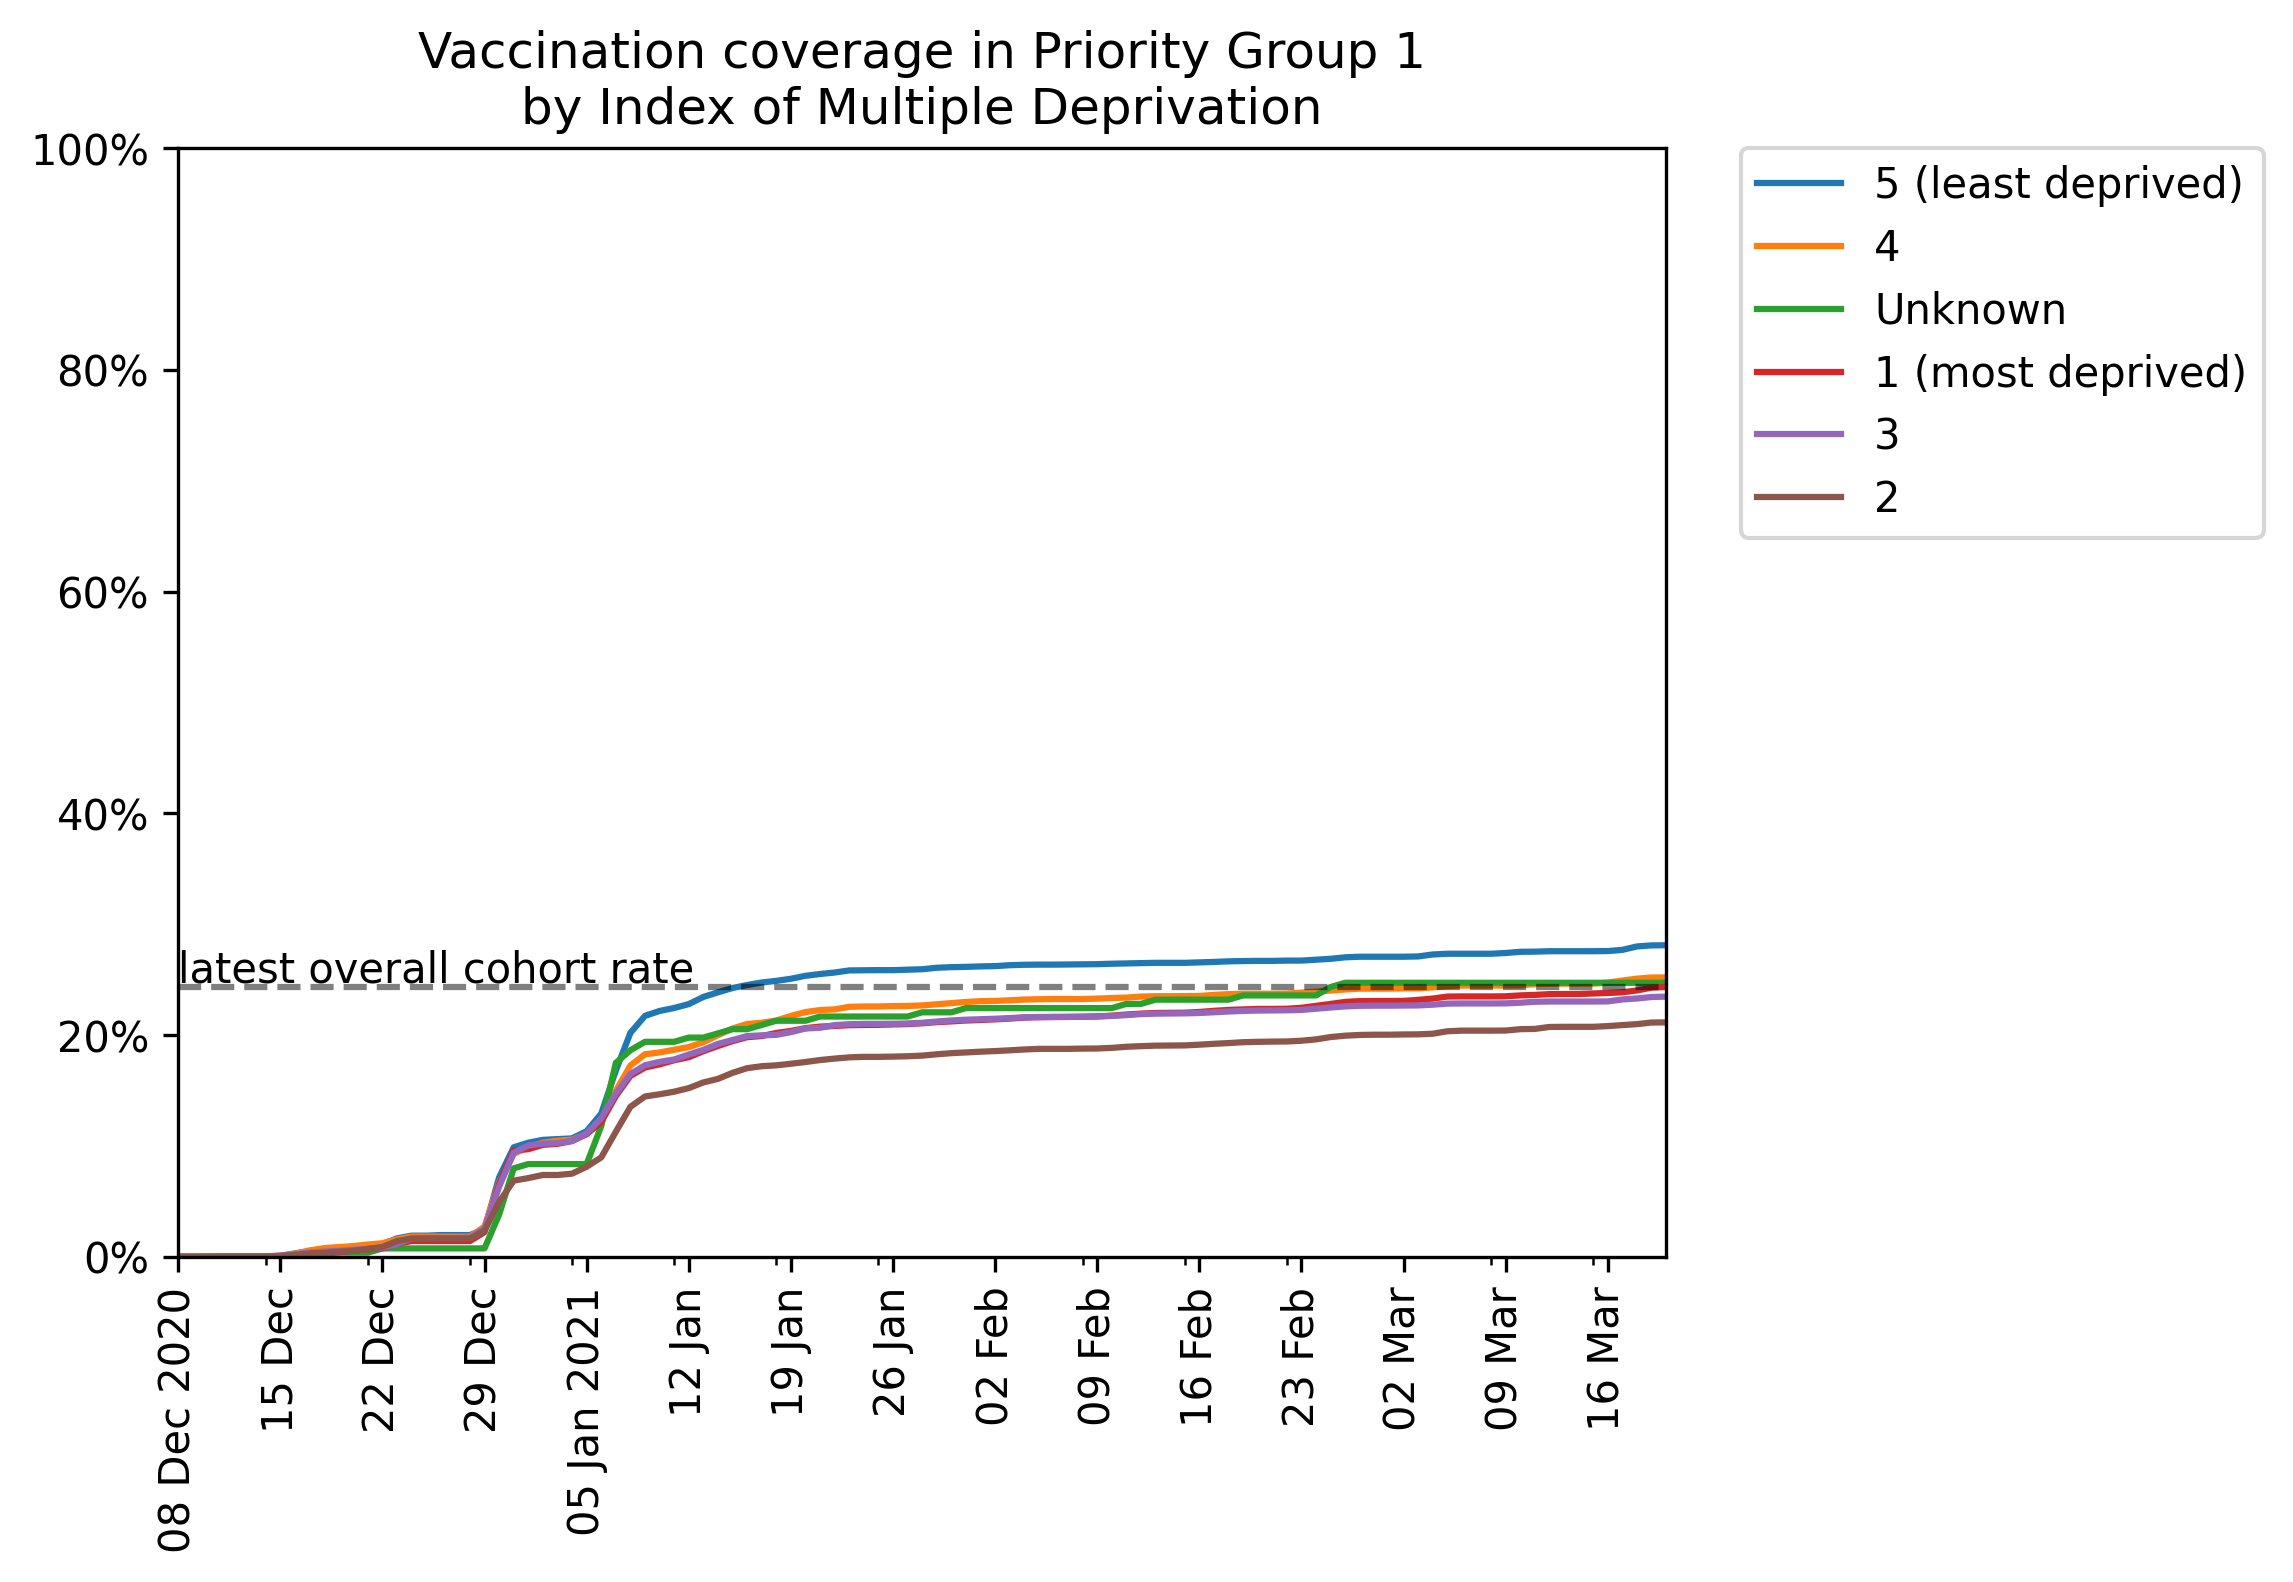 Vaccination coverage in Priority Group 1
by Index of Multiple Deprivation
100%
80%
60%
40%
20%
0%
latest overall cohort rate
08 Dec 2020
15 Dec
22 Dec
29 Dec
05 Jan 2021
12 Jan
19 Jan
26 Jan
02 Feb
09 Feb
16 Feb
23 Feb
02 Mar
09 Mar
16 Mar
5 (least deprived)
4
Unknown
1 (most deprived)
3
2